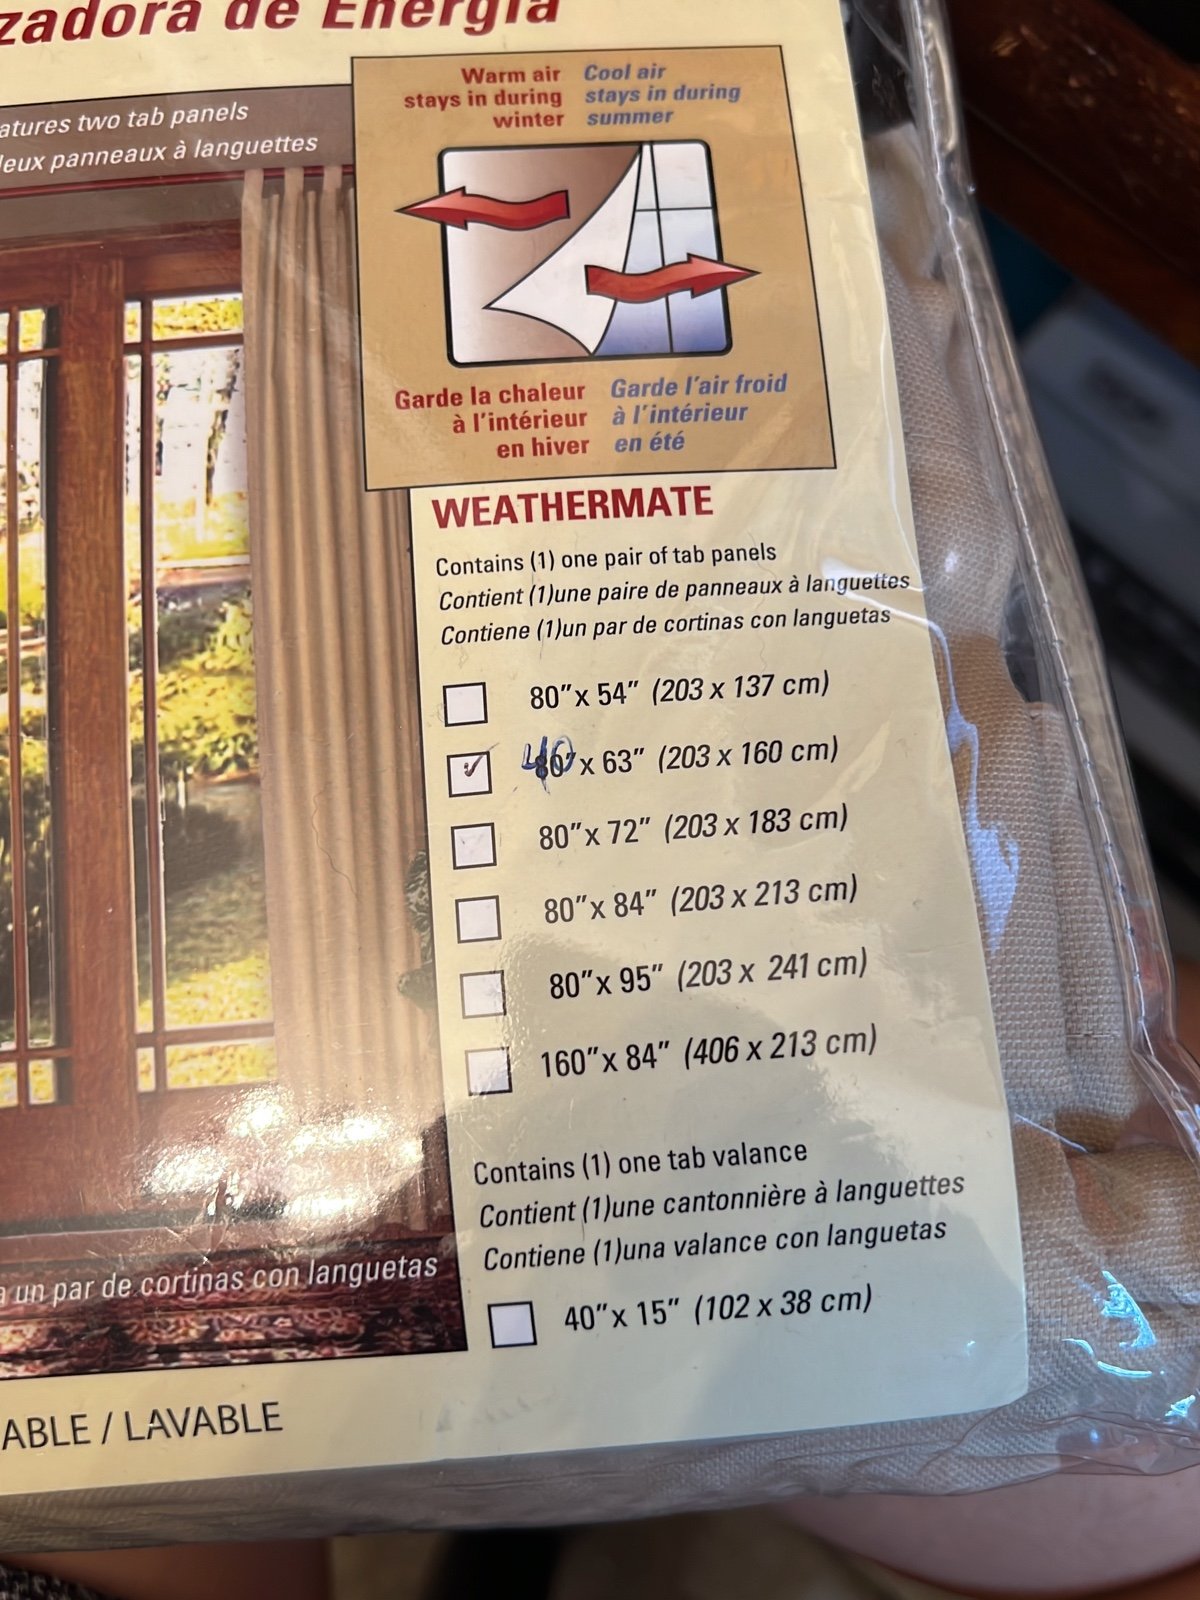 zadora de Energía
atures two tab panels
deux panneaux à languettes
Warm air
stays in during
winter
Cool air
stays in during
summer
Garde la chaleur
à l'intérieur
en hiver
Garde l'air froid
à l'intérieur
en été
WEATHERMATE
Contains (1) one pair of tab panels
Contient (1)une paire de panneaux à languettes
Contiene (1)un par de cortinas con languetas
80"x 54" (203 x 137 cm)
✓ 40 80"x 63" (203 x 160 cm)
80"x 72" (203 x 183 cm)
80"x 84" (203 x 213 cm)
80"x 95" (203 x 241 cm)
160"x 84" (406 x 213 cm)
Contains (1) one tab valance
Contient (1)une cantonnière à languettes
Contiene (1)una valance con languetas
40"x 15" (102 x 38 cm)
a un par de cortinas con languetas
ABLE / LAVABLE